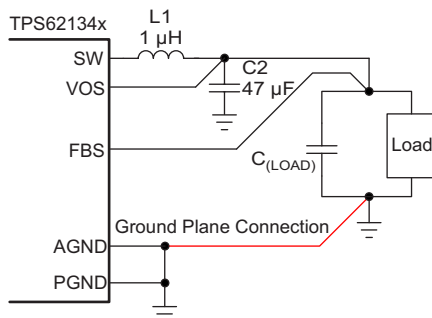 TPS62134x
L1
1 µH
SW
VOS
C2
47 µF
FBS
C(LOAD)
Load
Ground Plane Connection
AGND
PGND